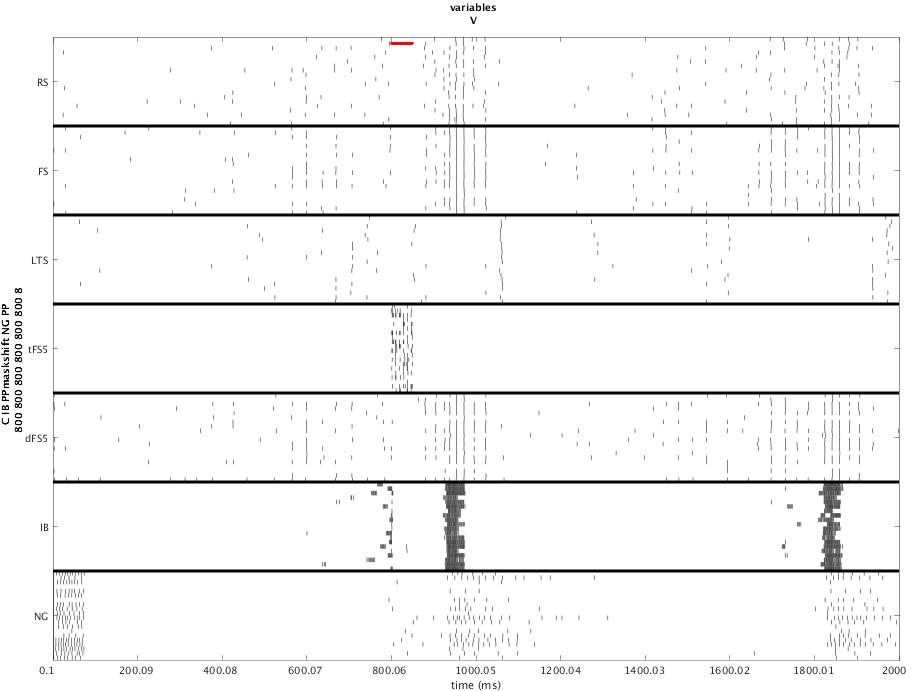 variables
V
C IB PPmaskshift NG PP
800 800 800 800 800 800 8
RS
FS
LTS
tFS5
dFS5
IB
NG
0.1 200.09 400.08 600.07 800.06 1000.05 1200.04 1400.03 1600.02 1800.01 2000
time (ms)